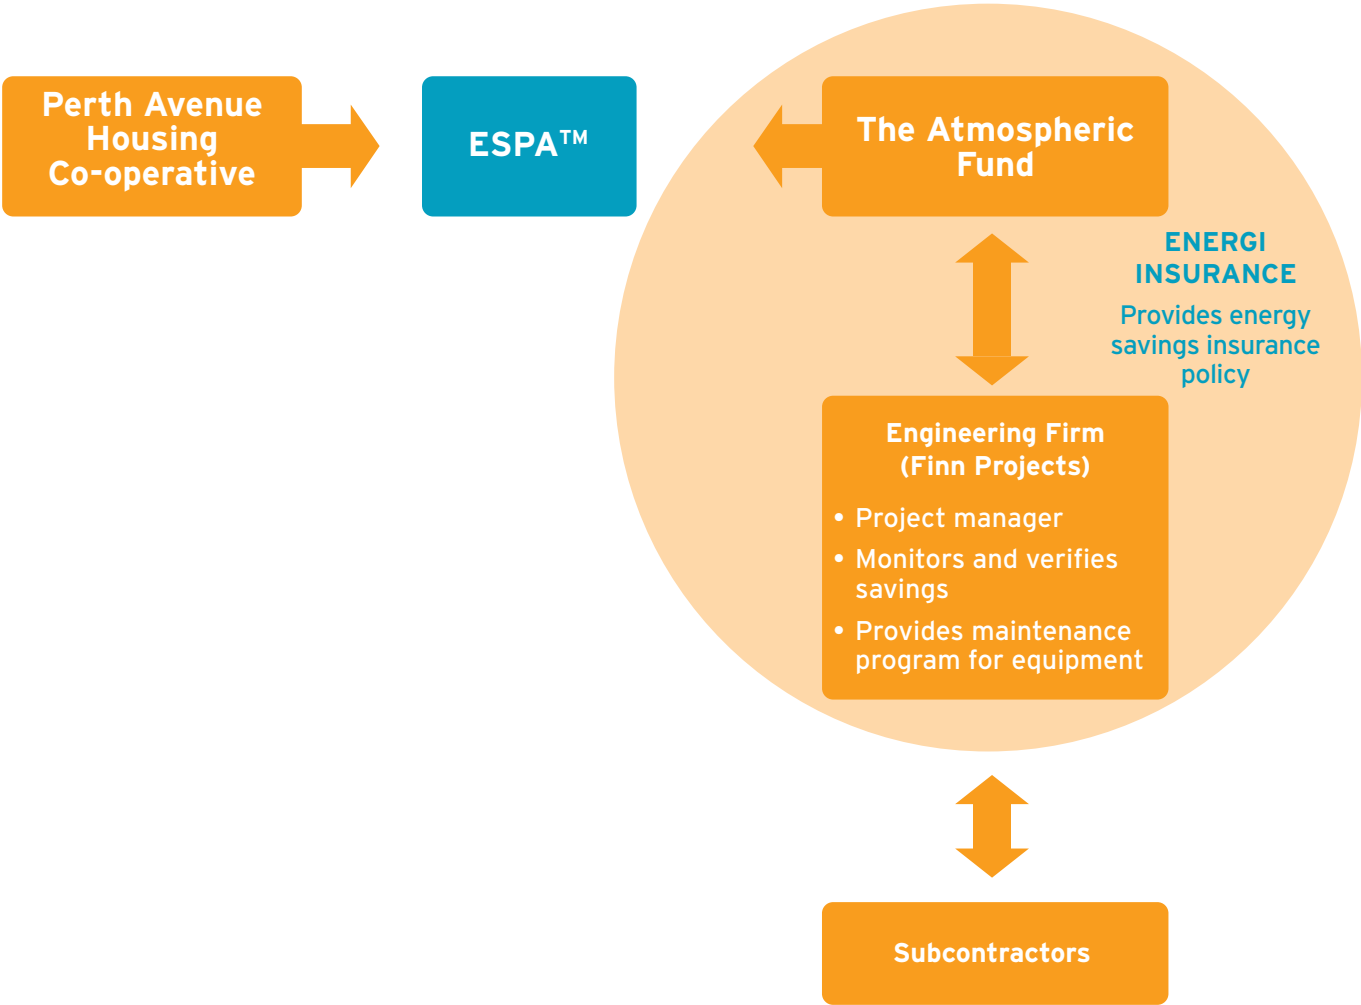 Perth Avenue
Housing
Co-operative
ESPA™
The Atmospheric
Fund
ENERGI
INSURANCE
Provides energy
savings insurance
policy
Engineering Firm
(Finn Projects)
• Project manager
• Monitors and verifies
savings
• Provides maintenance
program for equipment
Subcontractors